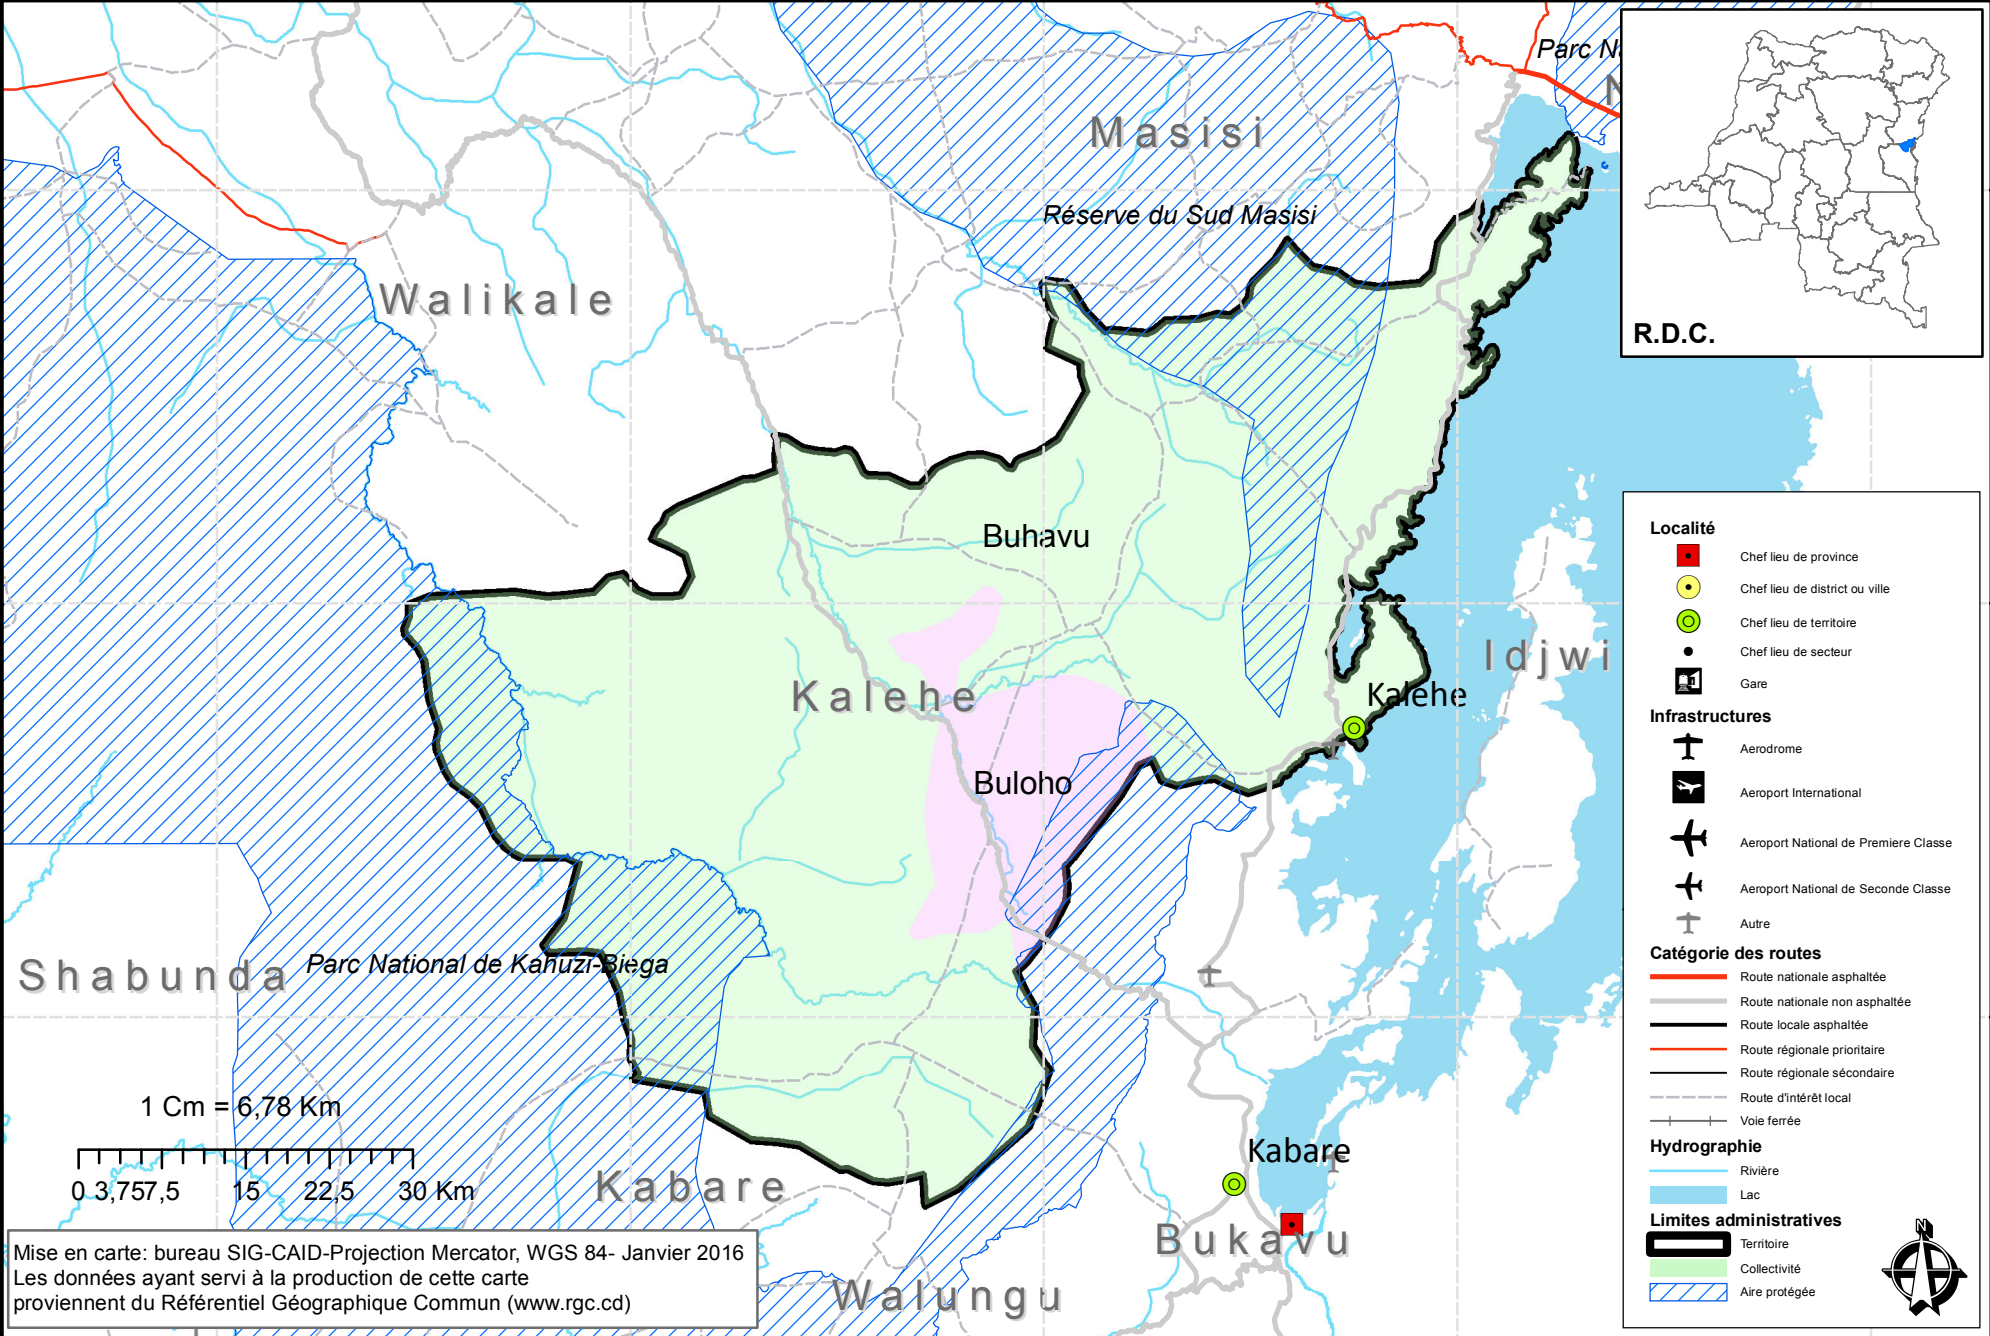 Parc N
N
Masisi
Réserve du Sud Masisi
Walikale
R.D.C.
Buhavu
Idjwi
Kalehe
Kalehe
Buloho
Shabunda
Parc National de Kahuzi-Biega
1 Cm = 6,78 Km
0 3,757,5 15 22,5 30 Km
Kabare
Kabare
Bukavu
Walungu
Mise en carte: bureau SIG-CAID-Projection Mercator, WGS 84- Janvier 2016
Les données ayant servi à la production de cette carte
proviennent du Référentiel Géographique Commun (www.rgc.cd)
Localité
Chef lieu de province
Chef lieu de district ou ville
Chef lieu de territoire
Chef lieu de secteur
Gare
Infrastructures
Aerodrome
Aeroport International
Aeroport National de Premiere Classe
Aeroport National de Seconde Classe
Autre
Catégorie des routes
Route nationale asphaltée
Route nationale non asphaltée
Route locale asphaltée
Route régionale prioritaire
Route régionale sécondaire
Route d'intérêt local
Voie ferrée
Hydrographie
Rivière
Lac
Limites administratives
Territoire
Collectivité
Aire protégée
N